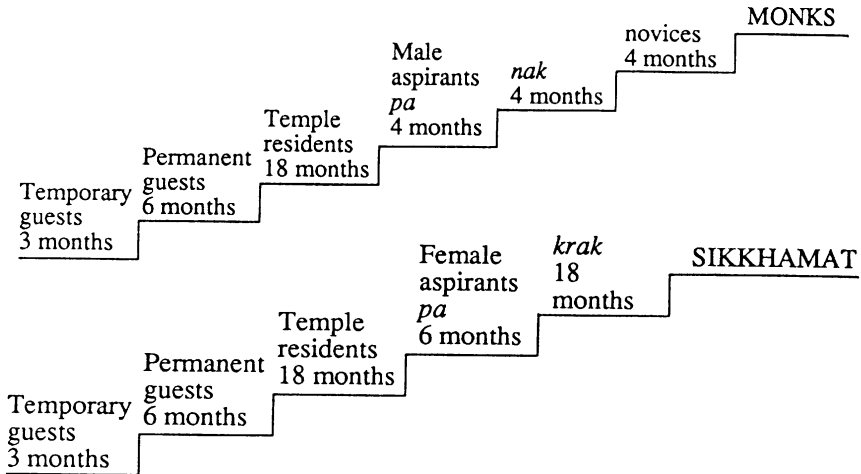 MONKS
novices
4 months
nak
4 months
Male
aspirants
pa
4 months
Temple
residents
18 months
Permanent
guests
6 months
Temporary
guests
3 months
SIKKHAMAT
krak
18
months
Female
aspirants
pa
6 months
Temple
residents
18 months
Permanent
guests
6 months
Temporary
guests
3 months